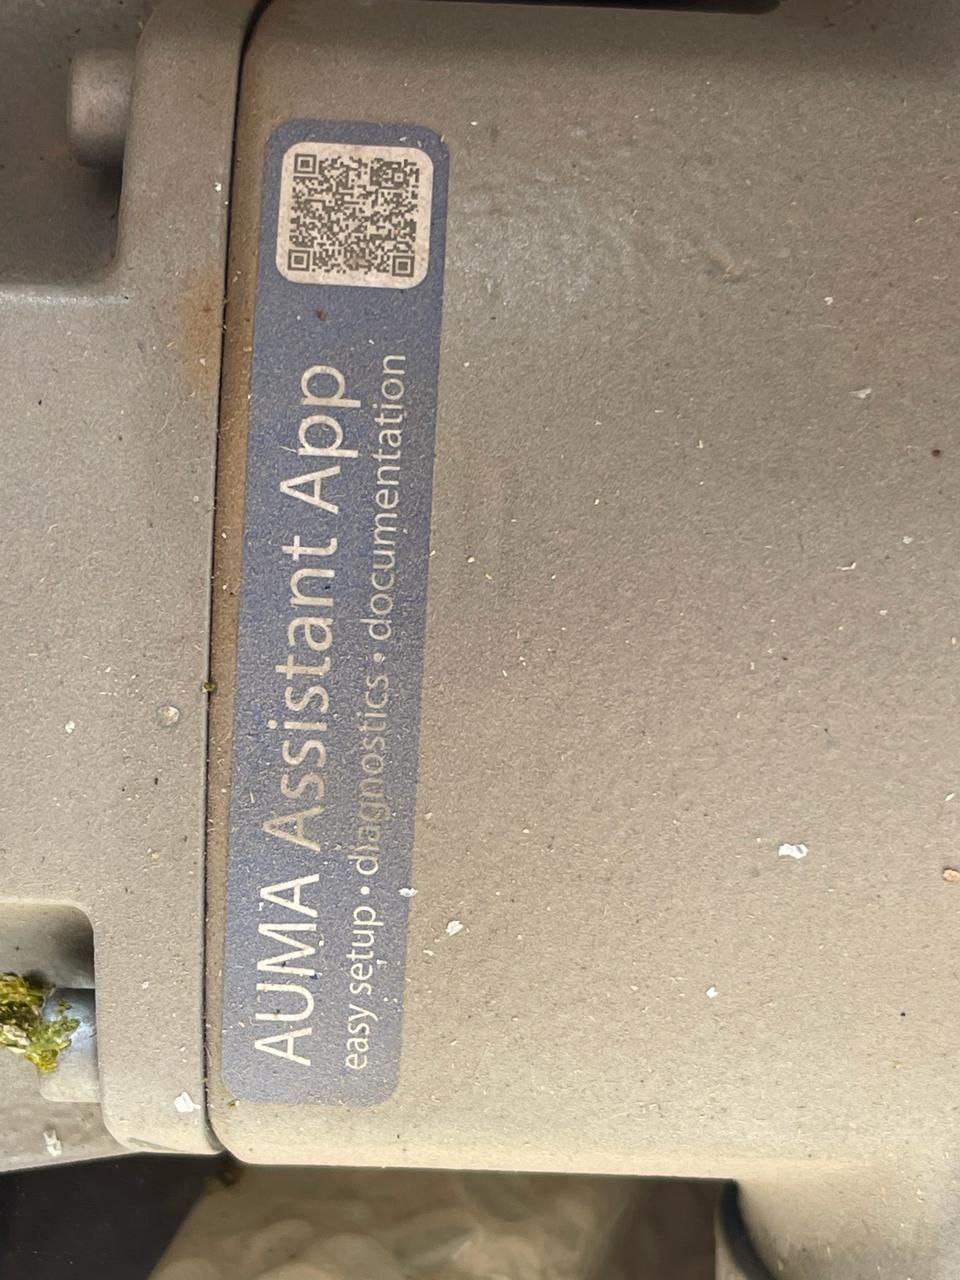 AUMA Assistant App
easy setup • diagnostics • documentation